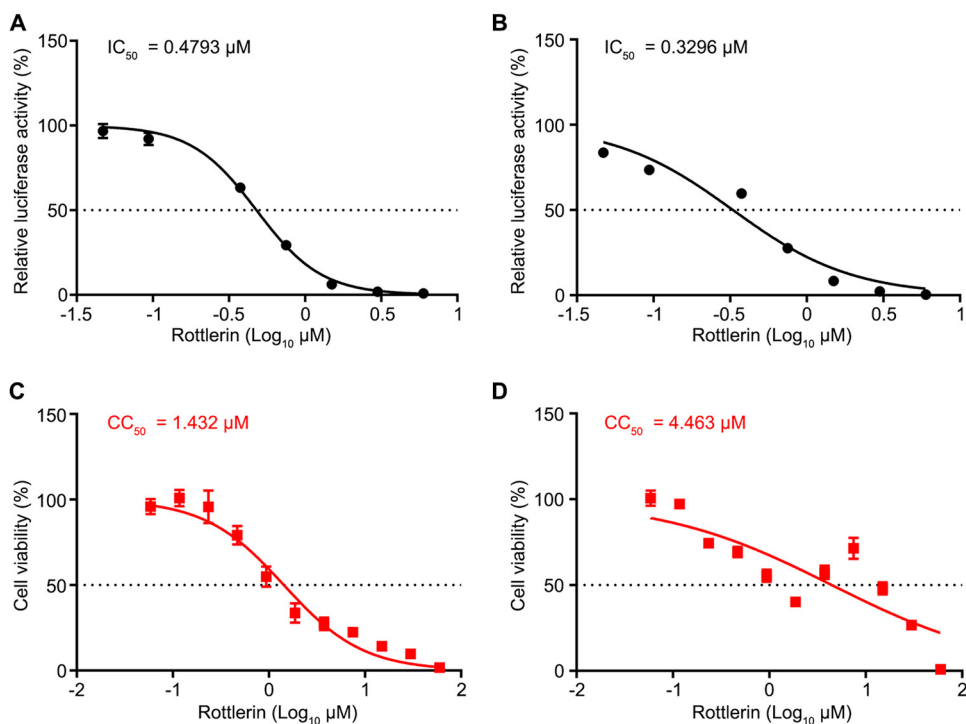 A
IC50 = 0.4793 µM
Relative luciferase activity (%)
150
100
50
0
-1.5
-1
-0.5
0
0.5
1
Rottlerin (Log10 µM)
B
IC50 = 0.3296 µM
Relative luciferase activity (%)
150
100
50
0
-1.5
-1
-0.5
0
0.5
1
Rottlerin (Log10 µM)
C
CC50 = 1.432 µM
Cell viability (%)
150
100
50
0
-2
-1
0
1
2
Rottlerin (Log10 µM)
D
CC50 = 4.463 µM
Cell viability (%)
150
100
50
0
-2
-1
0
1
2
Rottlerin (Log10 µM)